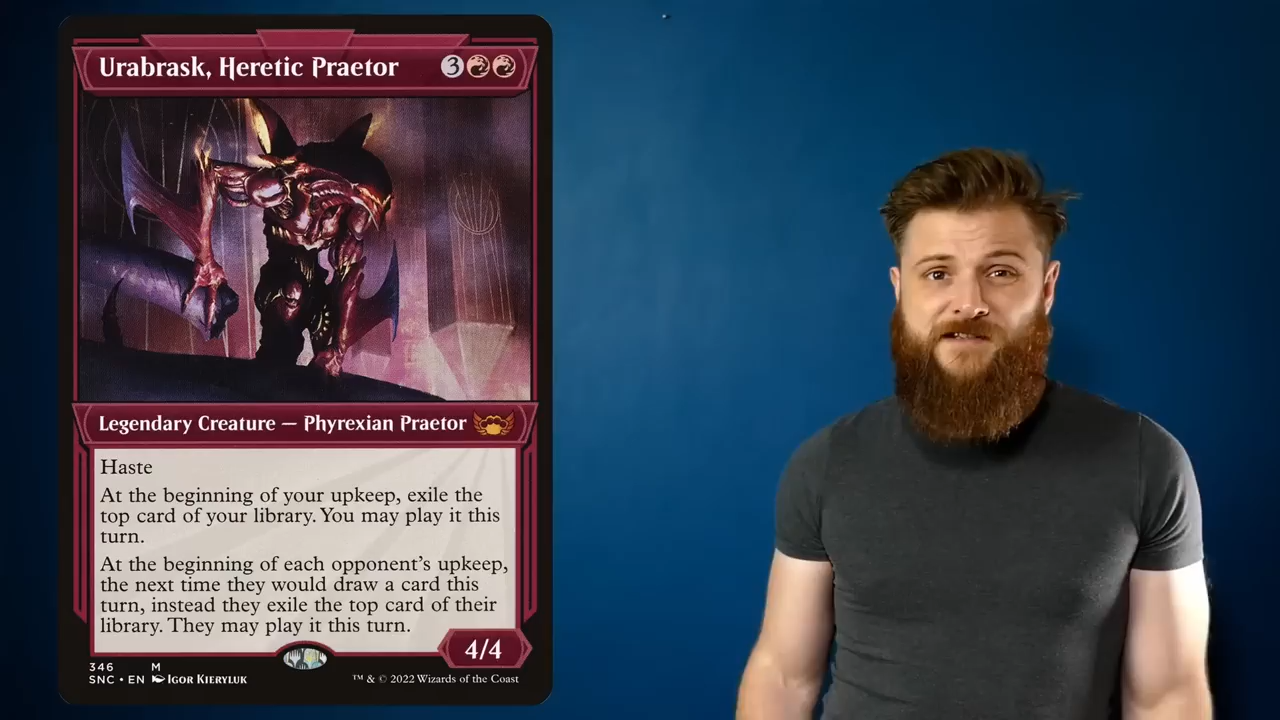 Urabrask, Heretic Praetor 3
Legendary Creature — Phyrexian Praetor
Haste
At the beginning of your upkeep, exile the
top card of your library. You may play it this
turn.
At the beginning of each opponent's upkeep,
the next time they would draw a card this
turn, instead they exile the top card of their
library. They may play it this turn.
4/4
346 M
SNC • EN Igor Kieryluk
™ & © 2022 Wizards of the Coast